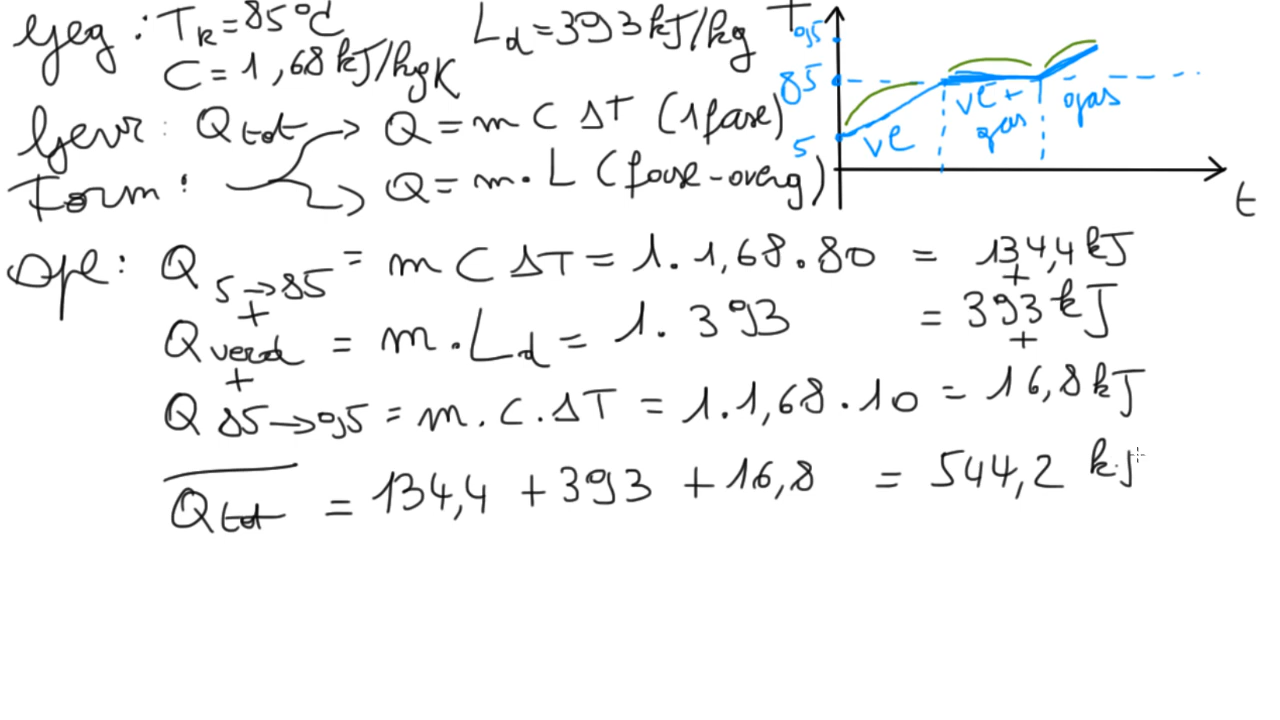 Geg : Tk = 85°C Ld = 393 kJ/kg
C = 1,68 kJ/kgK
Gevr : Qtot → Q = m C ΔT (1 fase)
Form : → Q = m . L (fase-overg)
T
95
85
5
vl
vl + gas
gas
t
Opl : Q 5→85 = m C ΔT = 1 . 1,68 . 80 = 134,4 kJ
+ +
Qverd = m . Ld = 1 . 393 = 393 kJ
+ +
Q 85→95 = m . C . ΔT = 1 . 1,68 . 10 = 16,8 kJ
Qtot = 134,4 + 393 + 16,8 = 544,2 kJ